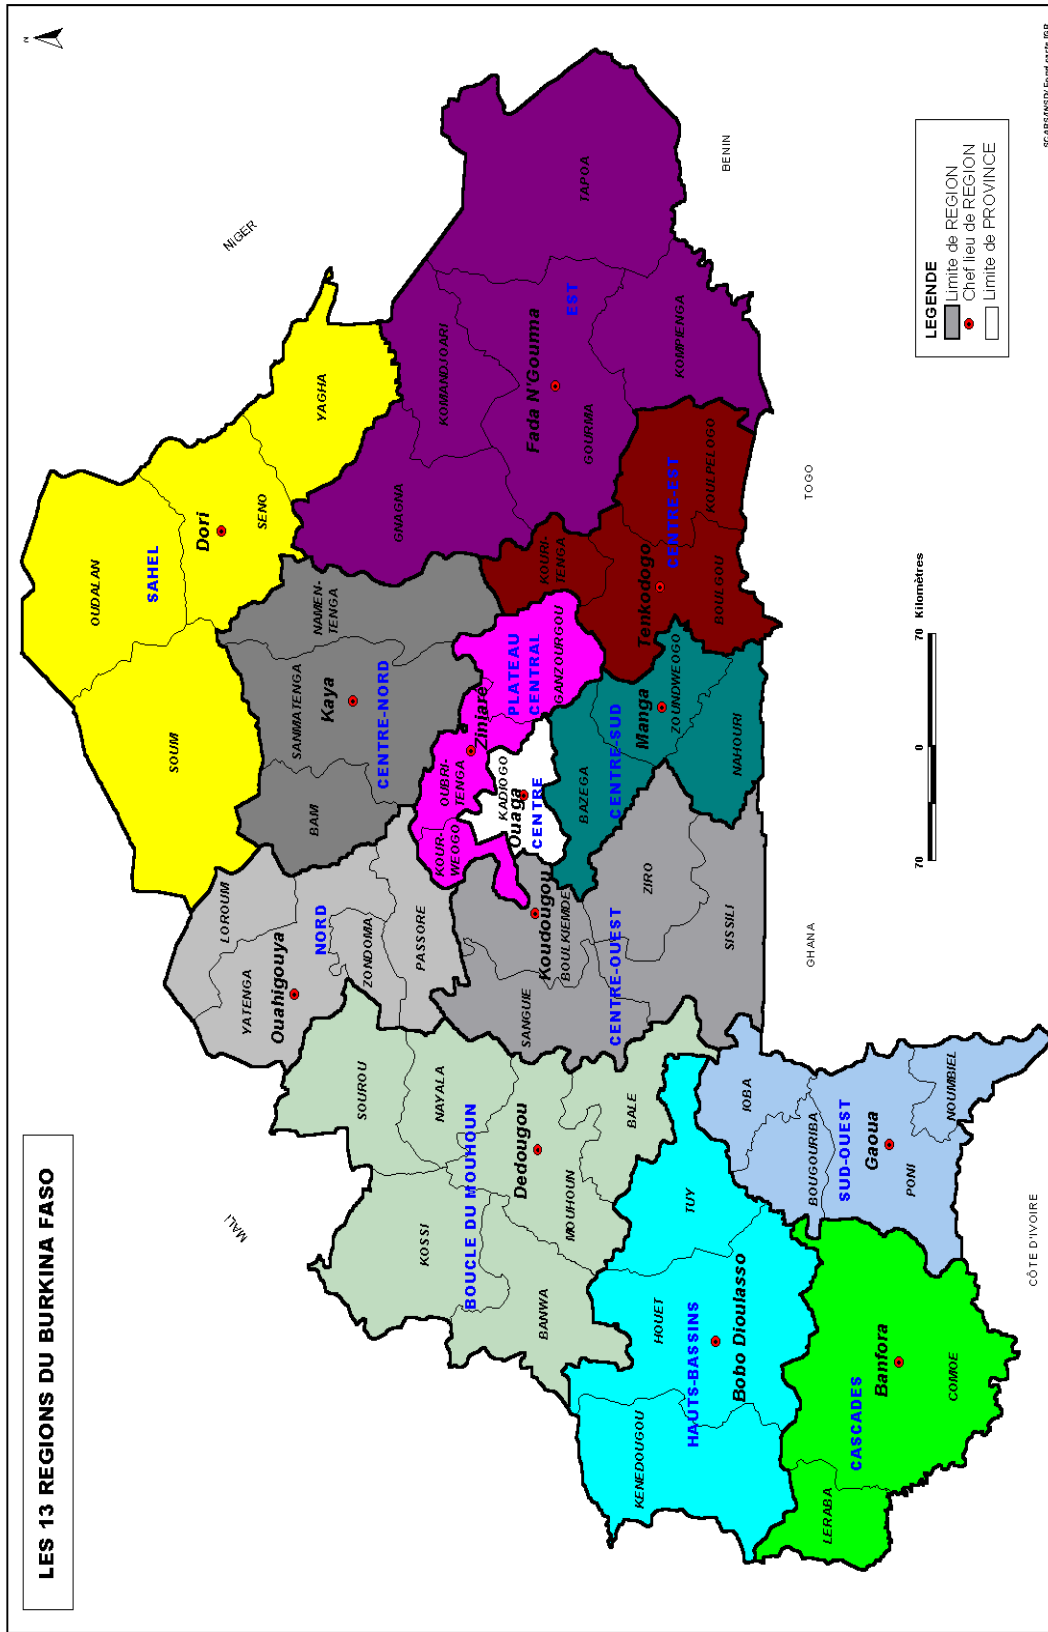 LES 13 REGIONS DU BURKINA FASO
N
MALI
NIGER
BENIN
TOGO
GHANA
CÔTE D'IVOIRE
OUDALAN
SAHEL
SOUM
Dori
SENO
YAGHA
LOROUM
YATENGA
Ouahigouya
NORD
ZONDOMA
PASSORE
BAM
SANMATENGA
Kaya
NAMEN-
TENGA
CENTRE-NORD
GNAGNA
KOMANDJOARI
TAPOA
Fada N'Gourma
EST
GOURMA
KOMPIENGA
SOUROU
NAYALA
KOSSI
BOUCLE DU MOUHOUN
Dedougou
BANWA
MOUHOUN
BALE
KOUR-
WEOGO
OUBRI-
TENGA
Ziniaré
a
PLATEAU
CENTRAL
GANZOURGOU
KADIOGO
Ouaga
CENTRE
KOURI-
TENGA
Tenkodogo
CENTRE-EST
KOULPELOGO
BOULGOU
SANGUIE
Koudougou
BOULKIEMDE
CENTRE-OUEST
ZIRO
SISSILI
BAZEGA
CENTRE-SUD
Manga
ZOUNDWEOGO
NAHOURI
KENEDOUGOU
HOUET
TUY
HAUTS-BASSINS
Bobo Dioulasso
IOBA
BOUGOURIBA
SUD-OUEST
Gaoua
PONI
NOUMBIEL
LERABA
CASCADES
Banfora
COMOE
70 0 70 Kilomètres
LEGENDE
Limite de REGION
Chef lieu de REGION
Limite de PROVINCE